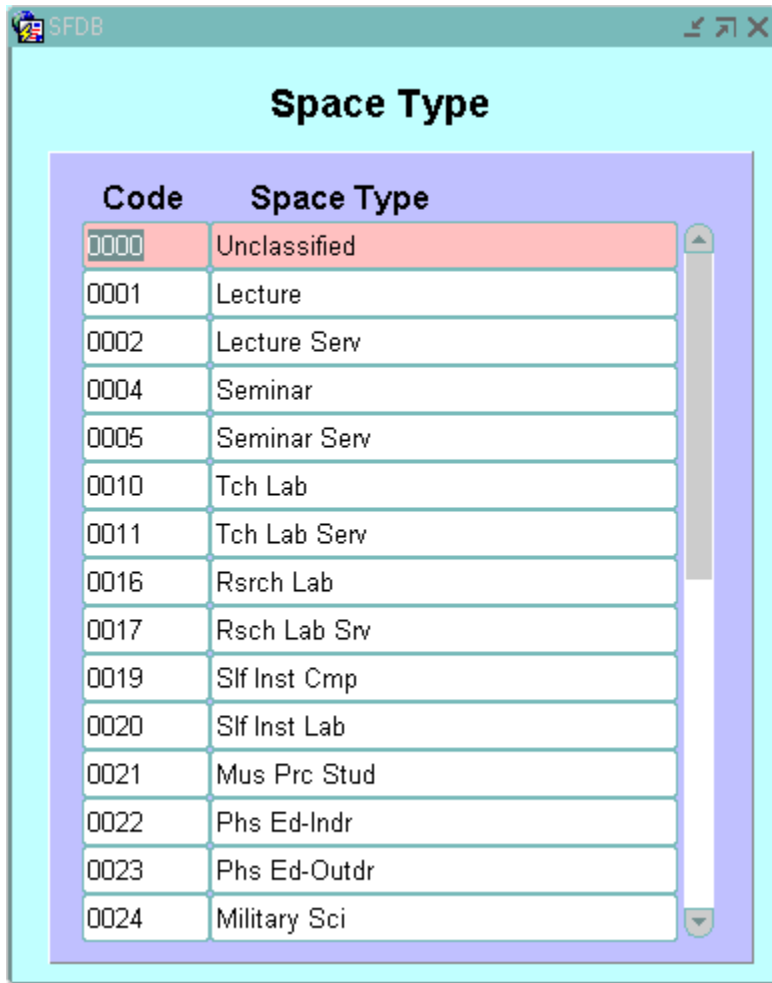 SFDB
Space Type
Code Space Type
0000 Unclassified
0001 Lecture
0002 Lecture Serv
0004 Seminar
0005 Seminar Serv
0010 Tch Lab
0011 Tch Lab Serv
0016 Rsrch Lab
0017 Rsch Lab Srv
0019 Slf Inst Cmp
0020 Slf Inst Lab
0021 Mus Prc Stud
0022 Phs Ed-Indr
0023 Phs Ed-Outdr
0024 Military Sci